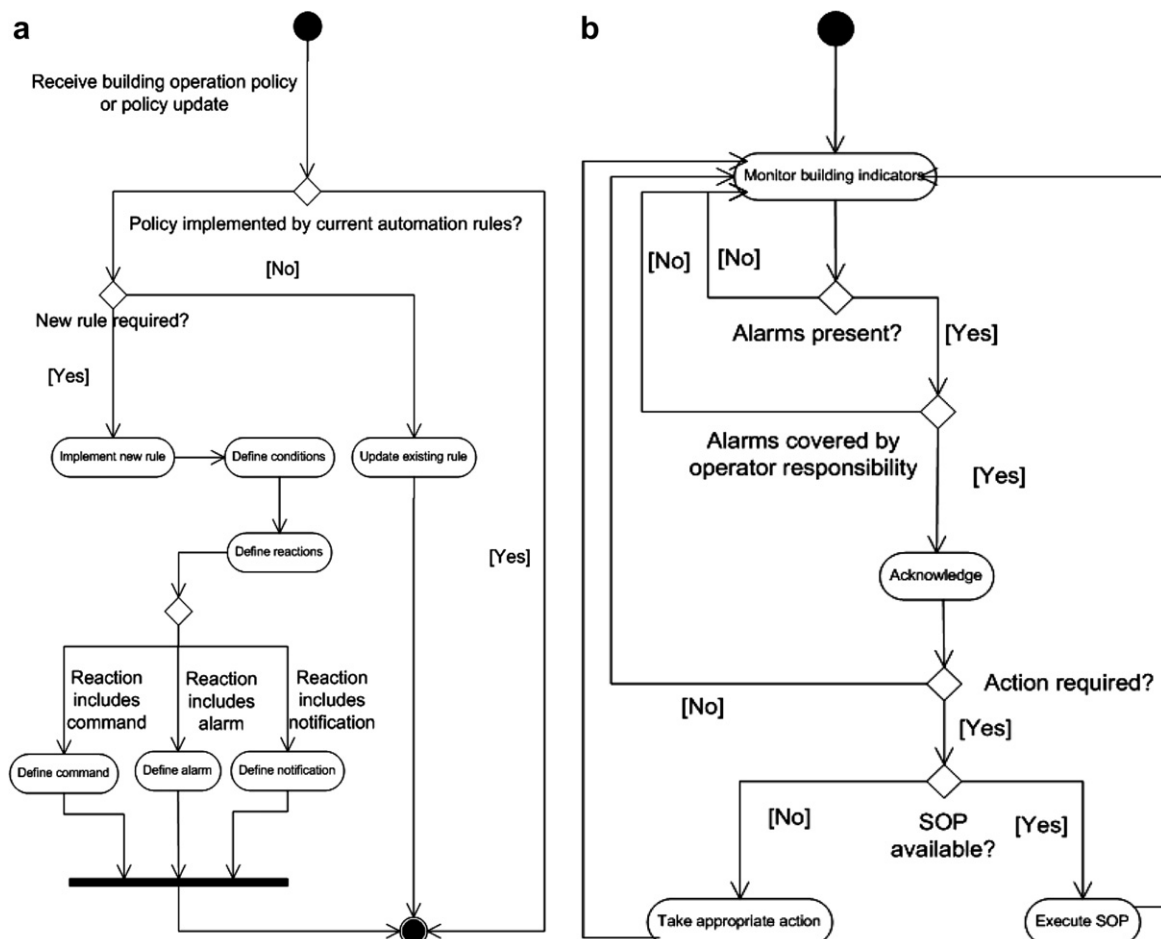 a
Receive building operation policy
or policy update
Policy implemented by current automation rules?
[No]
New rule required?
[Yes]
Implement new rule
Define conditions
Update existing rule
Define reactions
[Yes]
Reaction
includes
command
Reaction
includes
alarm
Reaction
includes
notification
Define command
Define alarm
Define notification
b
Monitor building indicators
[No]
[No]
Alarms present?
[Yes]
Alarms covered by
operator responsibility
[Yes]
Acknowledge
Action required?
[No]
[Yes]
[No]
SOP
available?
[Yes]
Take appropriate action
Execute SOP